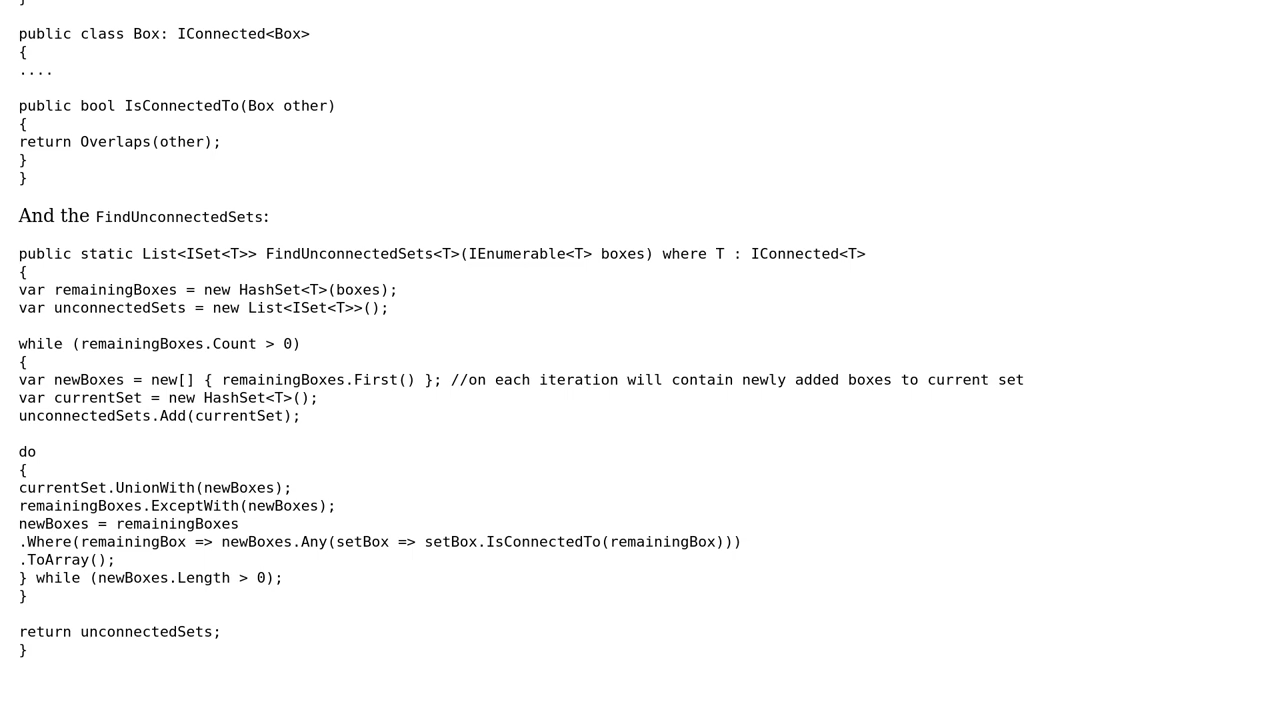 }
public class Box: IConnected<Box>
{
....
public bool IsConnectedTo(Box other)
{
return Overlaps(other);
}
}
And the FindUnconnectedSets:
public static List<ISet<T>> FindUnconnectedSets<T>(IEnumerable<T> boxes) where T : IConnected<T>
{
var remainingBoxes = new HashSet<T>(boxes);
var unconnectedSets = new List<ISet<T>>();
while (remainingBoxes.Count > 0)
{
var newBoxes = new[] { remainingBoxes.First() }; //on each iteration will contain newly added boxes to current set
var currentSet = new HashSet<T>();
unconnectedSets.Add(currentSet);
do
{
currentSet.UnionWith(newBoxes);
remainingBoxes.ExceptWith(newBoxes);
newBoxes = remainingBoxes
.Where(remainingBox => newBoxes.Any(setBox => setBox.IsConnectedTo(remainingBox)))
.ToArray();
} while (newBoxes.Length > 0);
}
return unconnectedSets;
}